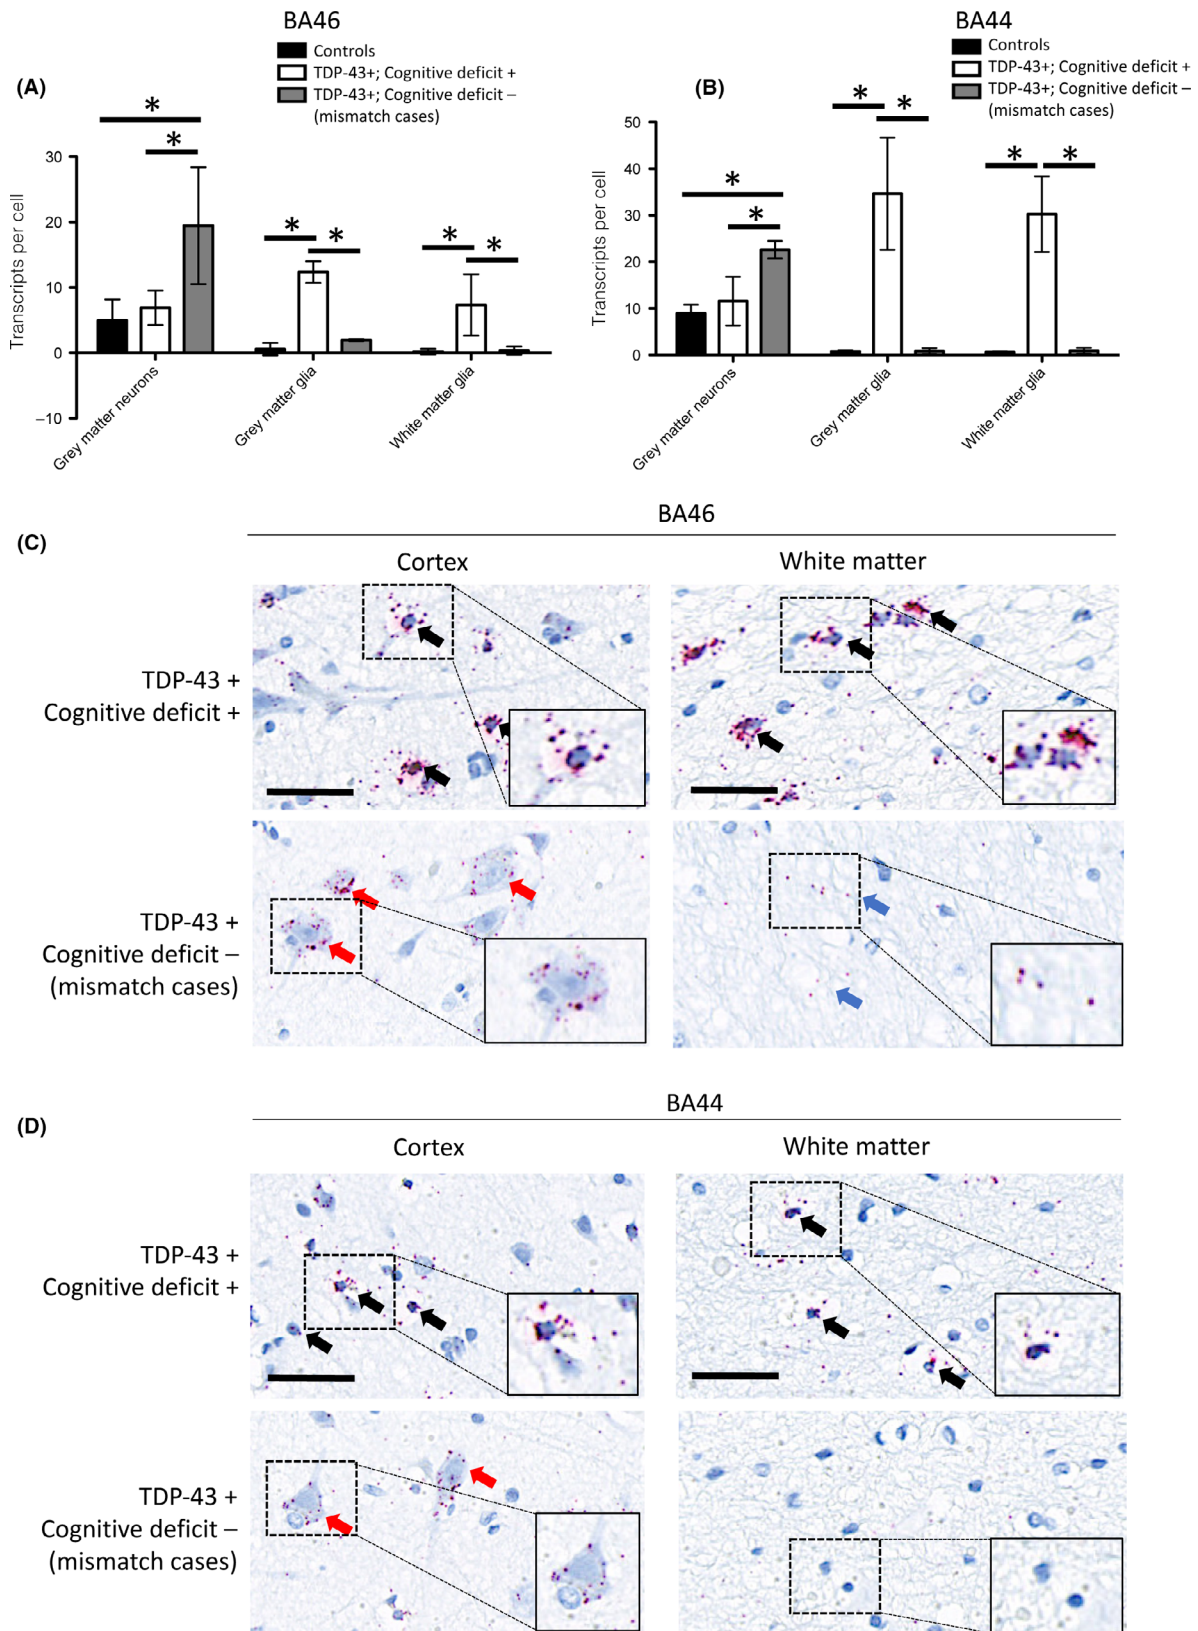 BA46
Controls
TDP-43+; Cognitive deficit +
TDP-43+; Cognitive deficit –
(mismatch cases)
(A)
*
*
*
*
*
*
Transcripts per cell
30
20
10
0
–10
Grey matter neurons
Grey matter glia
White matter glia
BA44
Controls
TDP-43+; Cognitive deficit +
TDP-43+; Cognitive deficit –
(mismatch cases)
(B)
*
*
*
*
*
*
Transcripts per cell
50
40
30
20
10
0
Grey matter neurons
Grey matter glia
White matter glia
BA46
(C)
Cortex
White matter
TDP-43 +
Cognitive deficit +
TDP-43 +
Cognitive deficit –
(mismatch cases)
BA44
(D)
Cortex
White matter
TDP-43 +
Cognitive deficit +
TDP-43 +
Cognitive deficit –
(mismatch cases)